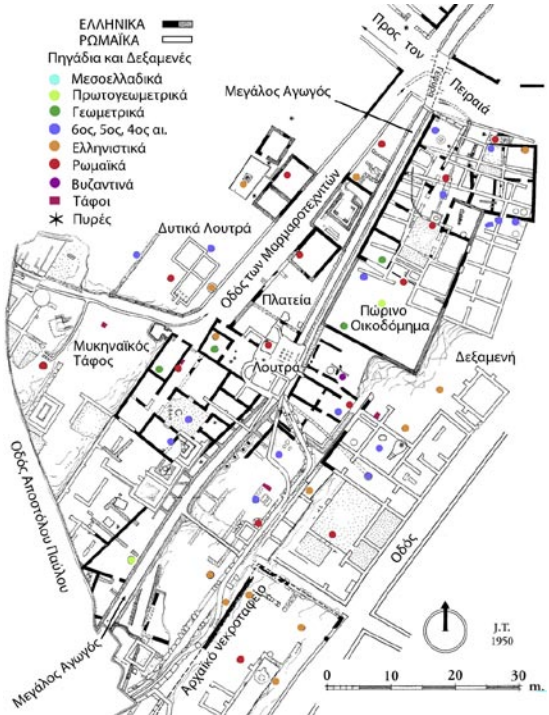 ΕΛΛΗΝΙΚΑ
ΡΩΜΑΪΚΑ
Πηγάδια και Δεξαμενές
Μεσοελλαδικά
Πρωτογεωμετρικά
Γεωμετρικά
6ος, 5ος, 4ος αι.
Ελληνιστικά
Ρωμαϊκά
Βυζαντινά
Τάφοι
Πυρές
Προς τον
Πειραιά
Γέφυρα
Μεγάλος Αγωγός
Οδός των Μαρμαροτεχνιτών
Δυτικά Λουτρά
Πλατεία
Πώρινο
Οικοδόμημα
Μυκηναϊκός
Τάφος
Λουτρά
Δεξαμενή
Οδός Αποστόλου Παύλου
Οδός
Μεγάλος Αγωγός
Αρχαϊκό νεκροταφείο
J.T.
1950
0 10 20 30
m.